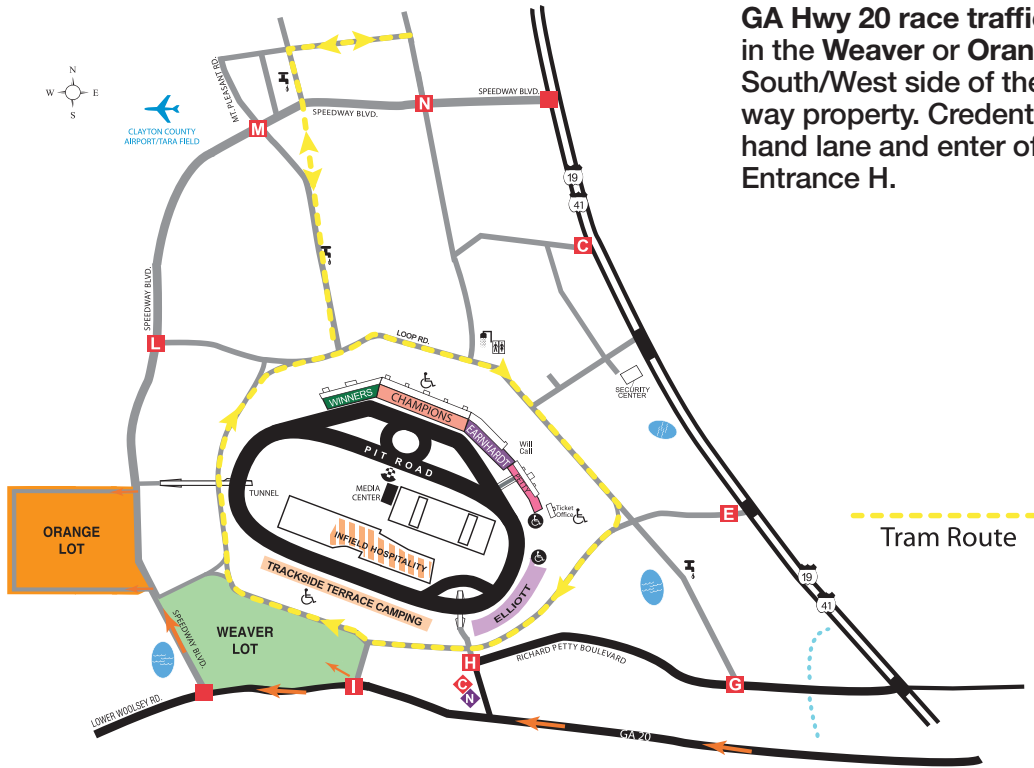 GA Hwy 20 race traffic
in the Weaver or Oran
South/West side of the
way property. Credent
hand lane and enter of
Entrance H.
N
W E
S
CLAYTON COUNTY
AIRPORT/TARA FIELD
MT. PLEASANT RD.
M
SPEEDWAY BLVD.
N
SPEEDWAY BLVD.
19
41
C
SPEEDWAY BLVD.
L
LOOP RD.
SECURITY
CENTER
WINNERS
CHAMPIONS
EARNHARDT
PETTY
Will
Call
PIT ROAD
MEDIA
CENTER
TUNNEL
Ticket
Office
E
INFIELD HOSPITALITY
TRACKSIDE TERRACE CAMPING
ELLIOTT
ORANGE
LOT
WEAVER
LOT
SPEEDWAY BLVD.
Tram Route
19
41
H
C
N
RICHARD PETTY BOULEVARD
G
I
LOWER WOOLSEY RD.
GA 20